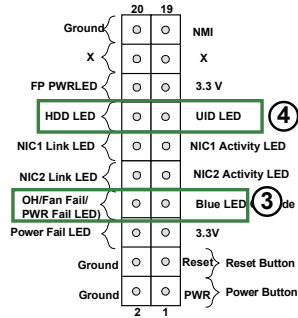 20 19
Ground NMI
X X
FP PWRLED 3.3 V
HDD LED UID LED 4
NIC1 Link LED NIC1 Activity LED
NIC2 Link LED NIC2 Activity LED
OH/Fan Fail/
PWR Fail LED) Blue LED 3 de
Power Fail LED 3.3V
Ground Reset Reset Button
Ground PWR Power Button
2 1